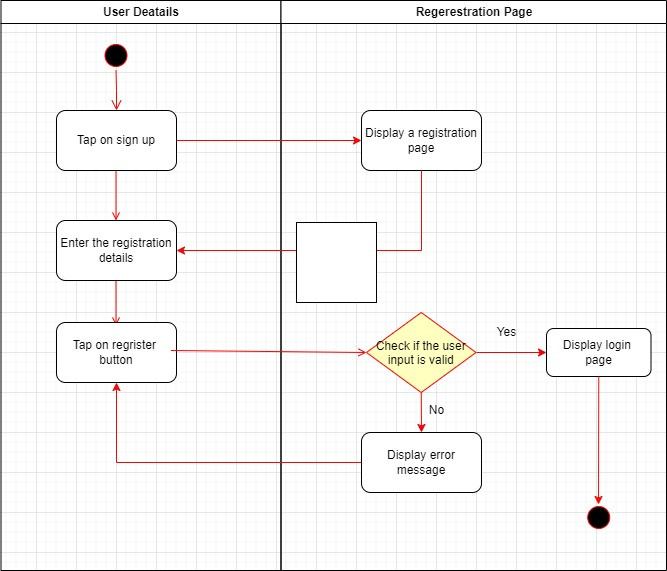 User Deatails
Regerestration Page
Tap on sign up
Display a registration
page
Enter the registration
details
Tap on regrister
button
Check if the user
input is valid
Yes
Display login
page
No
Display error
message